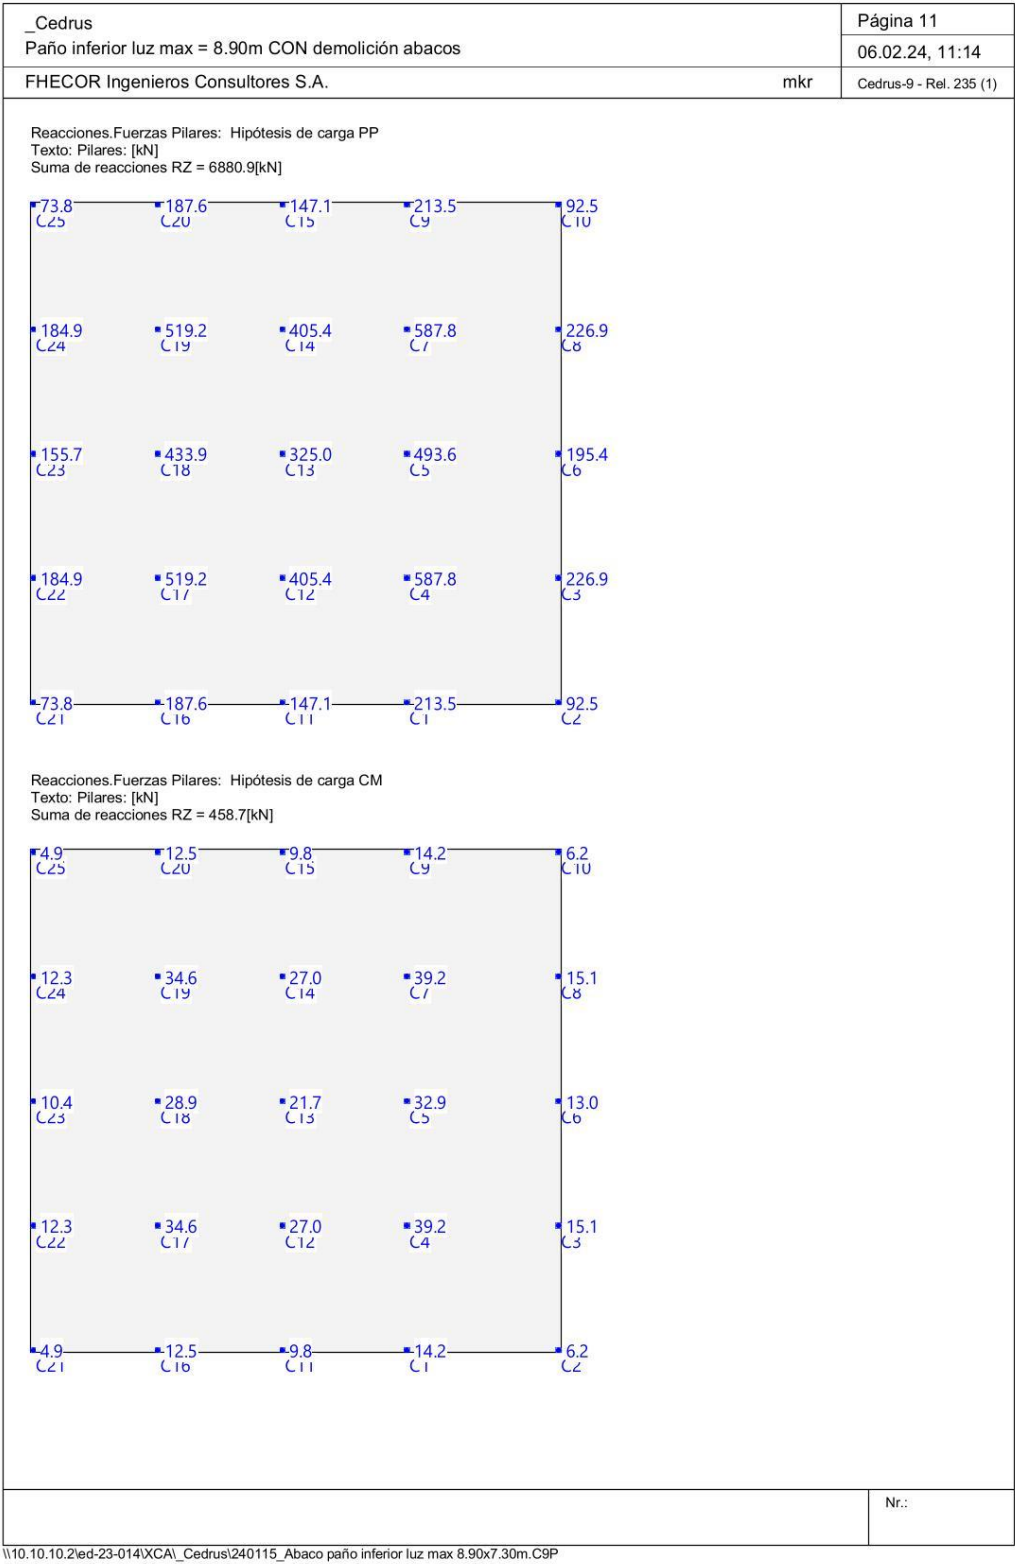 _Cedrus
Paño inferior luz max = 8.90m CON demolición abacos
Página 11
06.02.24, 11:14
FHECOR Ingenieros Consultores S.A.
mkr
Cedrus-9 - Rel. 235 (1)
Reacciones.Fuerzas Pilares: Hipótesis de carga PP
Texto: Pilares: [kN]
Suma de reacciones RZ = 6880.9[kN]
73.8 187.6 147.1 213.5 92.5
C25 C20 C15 C9 C10
184.9 519.2 405.4 587.8 226.9
C24 C19 C14 C7 C8
155.7 433.9 325.0 493.6 195.4
C23 C18 C13 C5 C6
184.9 519.2 405.4 587.8 226.9
C22 C17 C12 C4 C3
73.8 187.6 147.1 213.5 92.5
C21 C16 C11 C1 C2
Reacciones.Fuerzas Pilares: Hipótesis de carga CM
Texto: Pilares: [kN]
Suma de reacciones RZ = 458.7[kN]
4.9 12.5 9.8 14.2 6.2
C25 C20 C15 C9 C10
12.3 34.6 27.0 39.2 15.1
C24 C19 C14 C7 C8
10.4 28.9 21.7 32.9 13.0
C23 C18 C13 C5 C6
12.3 34.6 27.0 39.2 15.1
C22 C17 C12 C4 C3
4.9 12.5 9.8 14.2 6.2
C21 C16 C11 C1 C2
Nr.:
\\10.10.10.2\ed-23-014\XCA\_Cedrus\240115_Abaco paño inferior luz max 8.90x7.30m.C9P